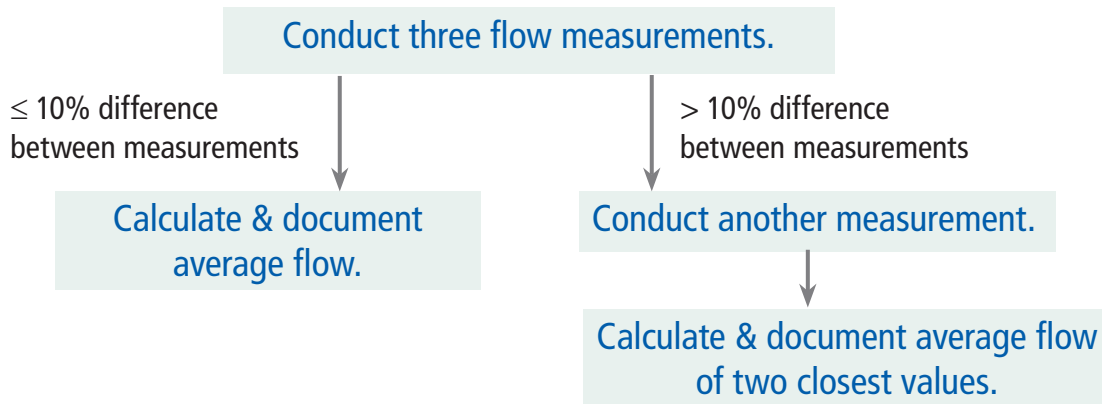 Conduct three flow measurements.
≤ 10% difference
between measurements
> 10% difference
between measurements
Calculate & document
average flow.
Conduct another measurement.
Calculate & document average flow
of two closest values.